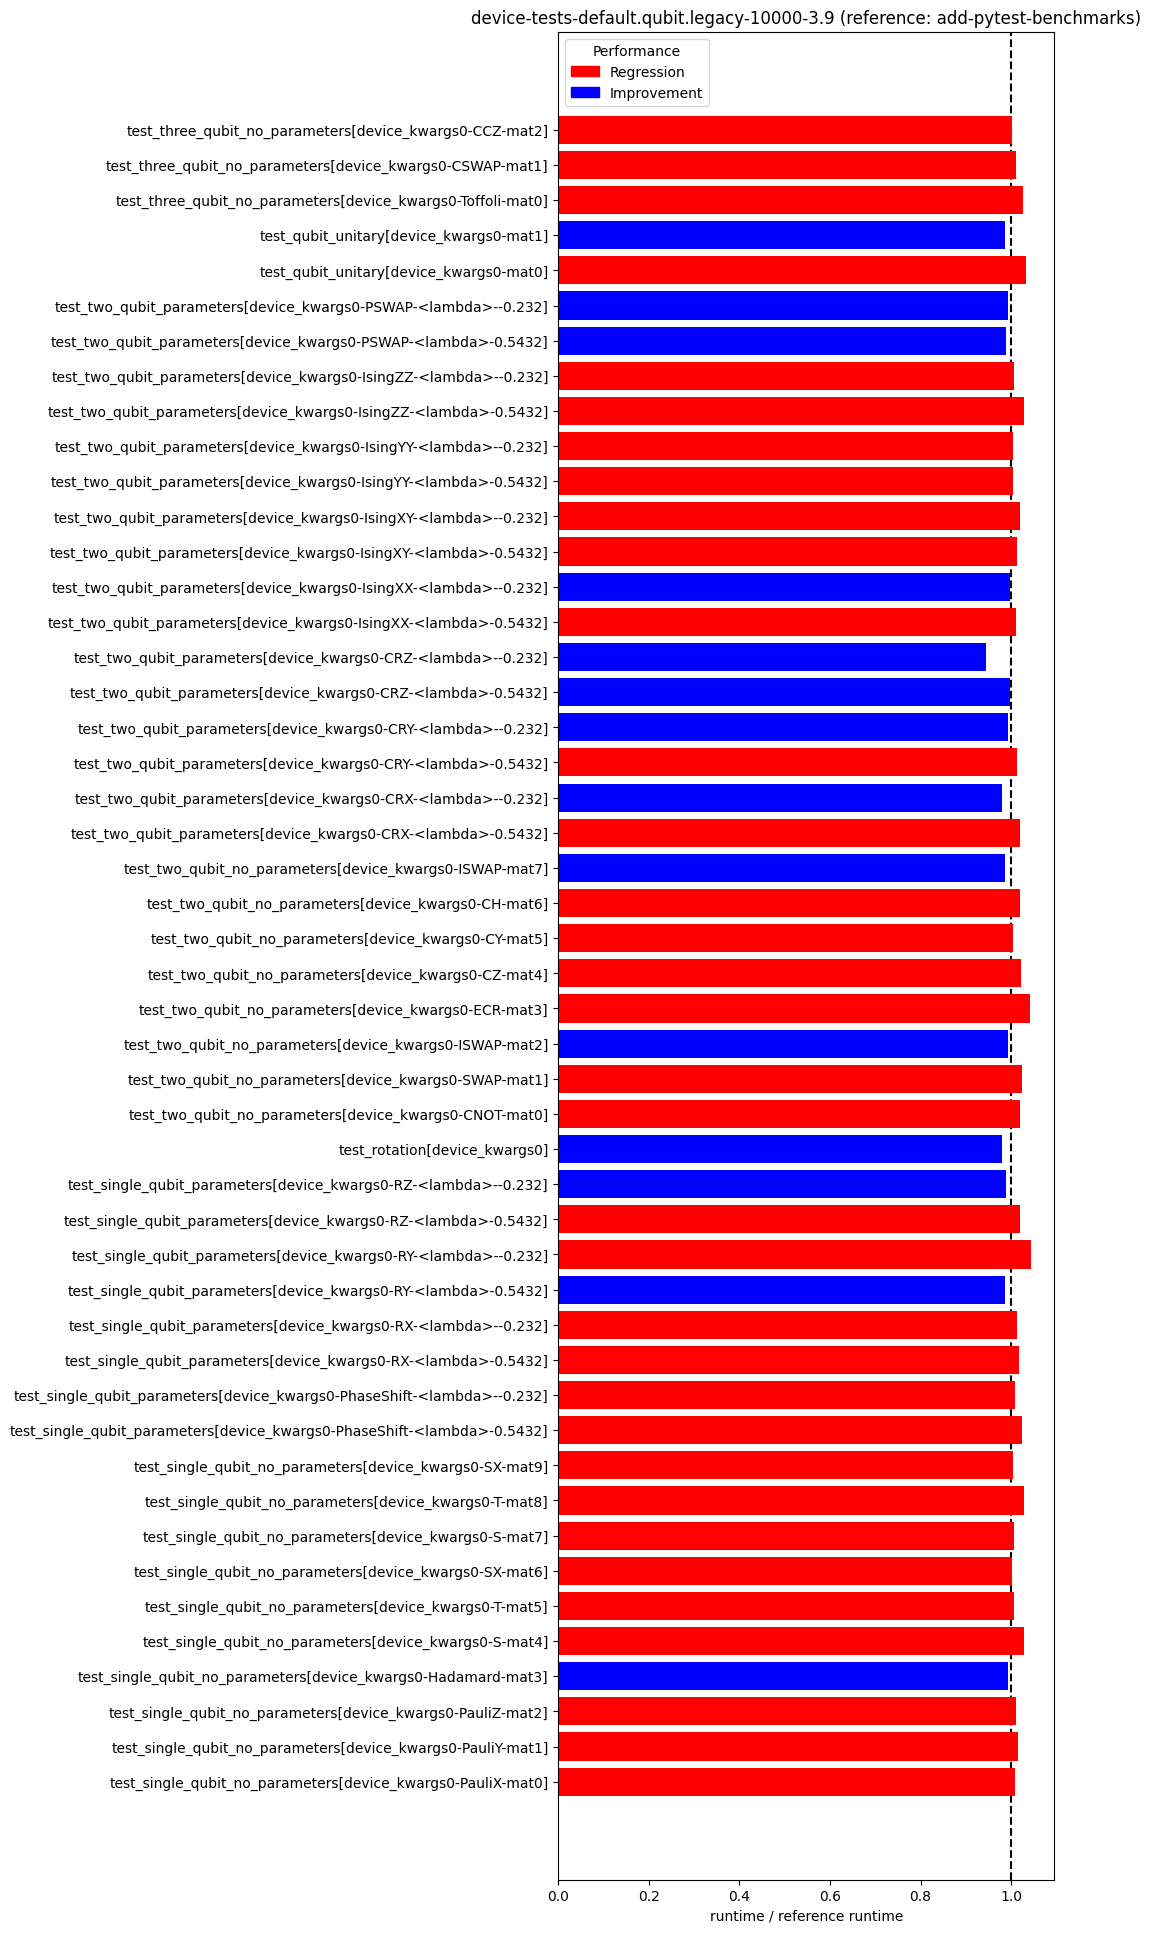 device-tests-default.qubit.legacy-10000-3.9 (reference: add-pytest-benchmarks)
Performance
Regression
Improvement
test_three_qubit_no_parameters[device_kwargs0-CCZ-mat2]
test_three_qubit_no_parameters[device_kwargs0-CSWAP-mat1]
test_three_qubit_no_parameters[device_kwargs0-Toffoli-mat0]
test_qubit_unitary[device_kwargs0-mat1]
test_qubit_unitary[device_kwargs0-mat0]
test_two_qubit_parameters[device_kwargs0-PSWAP-<lambda>--0.232]
test_two_qubit_parameters[device_kwargs0-PSWAP-<lambda>-0.5432]
test_two_qubit_parameters[device_kwargs0-IsingZZ-<lambda>--0.232]
test_two_qubit_parameters[device_kwargs0-IsingZZ-<lambda>-0.5432]
test_two_qubit_parameters[device_kwargs0-IsingYY-<lambda>--0.232]
test_two_qubit_parameters[device_kwargs0-IsingYY-<lambda>-0.5432]
test_two_qubit_parameters[device_kwargs0-IsingXY-<lambda>--0.232]
test_two_qubit_parameters[device_kwargs0-IsingXY-<lambda>-0.5432]
test_two_qubit_parameters[device_kwargs0-IsingXX-<lambda>--0.232]
test_two_qubit_parameters[device_kwargs0-IsingXX-<lambda>-0.5432]
test_two_qubit_parameters[device_kwargs0-CRZ-<lambda>--0.232]
test_two_qubit_parameters[device_kwargs0-CRZ-<lambda>-0.5432]
test_two_qubit_parameters[device_kwargs0-CRY-<lambda>--0.232]
test_two_qubit_parameters[device_kwargs0-CRY-<lambda>-0.5432]
test_two_qubit_parameters[device_kwargs0-CRX-<lambda>--0.232]
test_two_qubit_parameters[device_kwargs0-CRX-<lambda>-0.5432]
test_two_qubit_no_parameters[device_kwargs0-ISWAP-mat7]
test_two_qubit_no_parameters[device_kwargs0-CH-mat6]
test_two_qubit_no_parameters[device_kwargs0-CY-mat5]
test_two_qubit_no_parameters[device_kwargs0-CZ-mat4]
test_two_qubit_no_parameters[device_kwargs0-ECR-mat3]
test_two_qubit_no_parameters[device_kwargs0-ISWAP-mat2]
test_two_qubit_no_parameters[device_kwargs0-SWAP-mat1]
test_two_qubit_no_parameters[device_kwargs0-CNOT-mat0]
test_rotation[device_kwargs0]
test_single_qubit_parameters[device_kwargs0-RZ-<lambda>--0.232]
test_single_qubit_parameters[device_kwargs0-RZ-<lambda>-0.5432]
test_single_qubit_parameters[device_kwargs0-RY-<lambda>--0.232]
test_single_qubit_parameters[device_kwargs0-RY-<lambda>-0.5432]
test_single_qubit_parameters[device_kwargs0-RX-<lambda>--0.232]
test_single_qubit_parameters[device_kwargs0-RX-<lambda>-0.5432]
test_single_qubit_parameters[device_kwargs0-PhaseShift-<lambda>--0.232]
test_single_qubit_parameters[device_kwargs0-PhaseShift-<lambda>-0.5432]
test_single_qubit_no_parameters[device_kwargs0-SX-mat9]
test_single_qubit_no_parameters[device_kwargs0-T-mat8]
test_single_qubit_no_parameters[device_kwargs0-S-mat7]
test_single_qubit_no_parameters[device_kwargs0-SX-mat6]
test_single_qubit_no_parameters[device_kwargs0-T-mat5]
test_single_qubit_no_parameters[device_kwargs0-S-mat4]
test_single_qubit_no_parameters[device_kwargs0-Hadamard-mat3]
test_single_qubit_no_parameters[device_kwargs0-PauliZ-mat2]
test_single_qubit_no_parameters[device_kwargs0-PauliY-mat1]
test_single_qubit_no_parameters[device_kwargs0-PauliX-mat0]
0.0 0.2 0.4 0.6 0.8 1.0
runtime / reference runtime